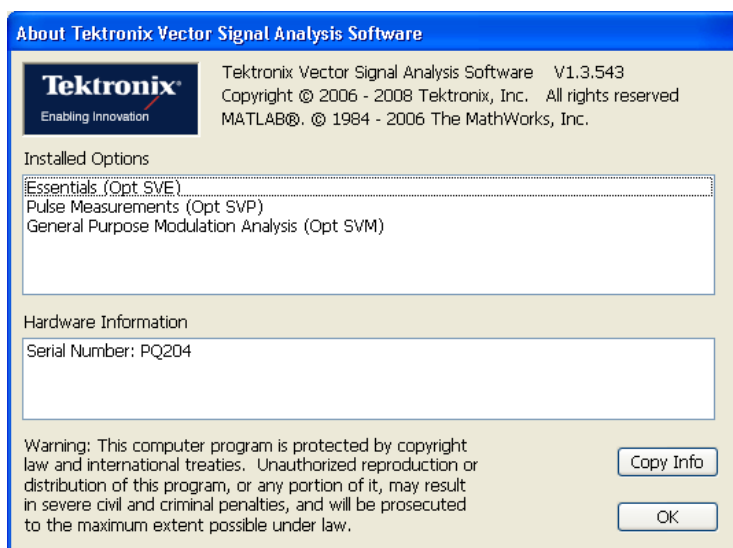 About Tektronix Vector Signal Analysis Software
Tektronix
Enabling Innovation
Tektronix Vector Signal Analysis Software V1.3.543
Copyright © 2006 - 2008 Tektronix, Inc. All rights reserved
MATLAB®. © 1984 - 2006 The MathWorks, Inc.
Installed Options
Essentials (Opt SVE)
Pulse Measurements (Opt SVP)
General Purpose Modulation Analysis (Opt SVM)
Hardware Information
Serial Number: PQ204
Warning: This computer program is protected by copyright
law and international treaties. Unauthorized reproduction or
distribution of this program, or any portion of it, may result
in severe civil and criminal penalties, and will be prosecuted
to the maximum extent possible under law.
Copy Info
OK